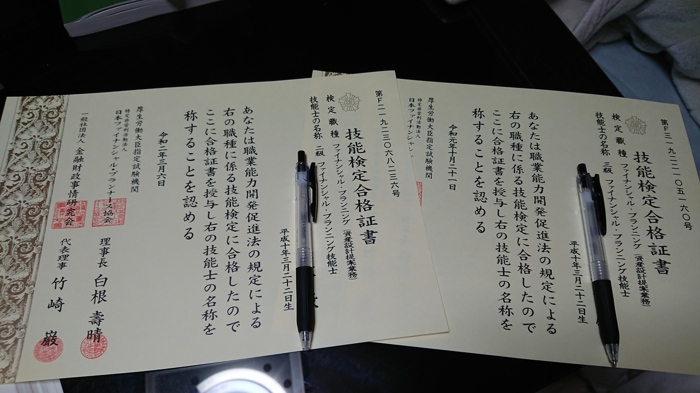 第F二一九二三〇六八二三六号
技能検定合格証書
検定職種 ファイナンシャル・プランニング(資産設計提案業務)
技能士の名称 二級 ファイナンシャル・プランニング技能士
平成十年三月二十二日生
あなたは職業能力開発促進法の規定による
右の職種に係る技能検定に合格したので
ここに合格証書を授与し右の技能士の名称を
称することを認める
令和二年三月六日
厚生労働大臣指定試験機関
特定非営利活動法人
日本ファイナンシャル・プランナーズ協会
理事長 白根壽晴
一般社団法人 金融財政事情研究会
代表理事 竹崎巖
技能検定合格証書
検定職種 ファイナンシャル・プランニング(資産設計提案業務)
技能士の名称 三級 ファイナンシャル・プランニング技能士
平成十年三月二十二日生
あなたは職業能力開発促進法の規定による
右の職種に係る技能検定に合格したので
ここに合格証書を授与し右の技能士の名称を
称することを認める
令和元年十月二十一日
厚生労働大臣指定試験機関
日本ファイナンシャル・プラン